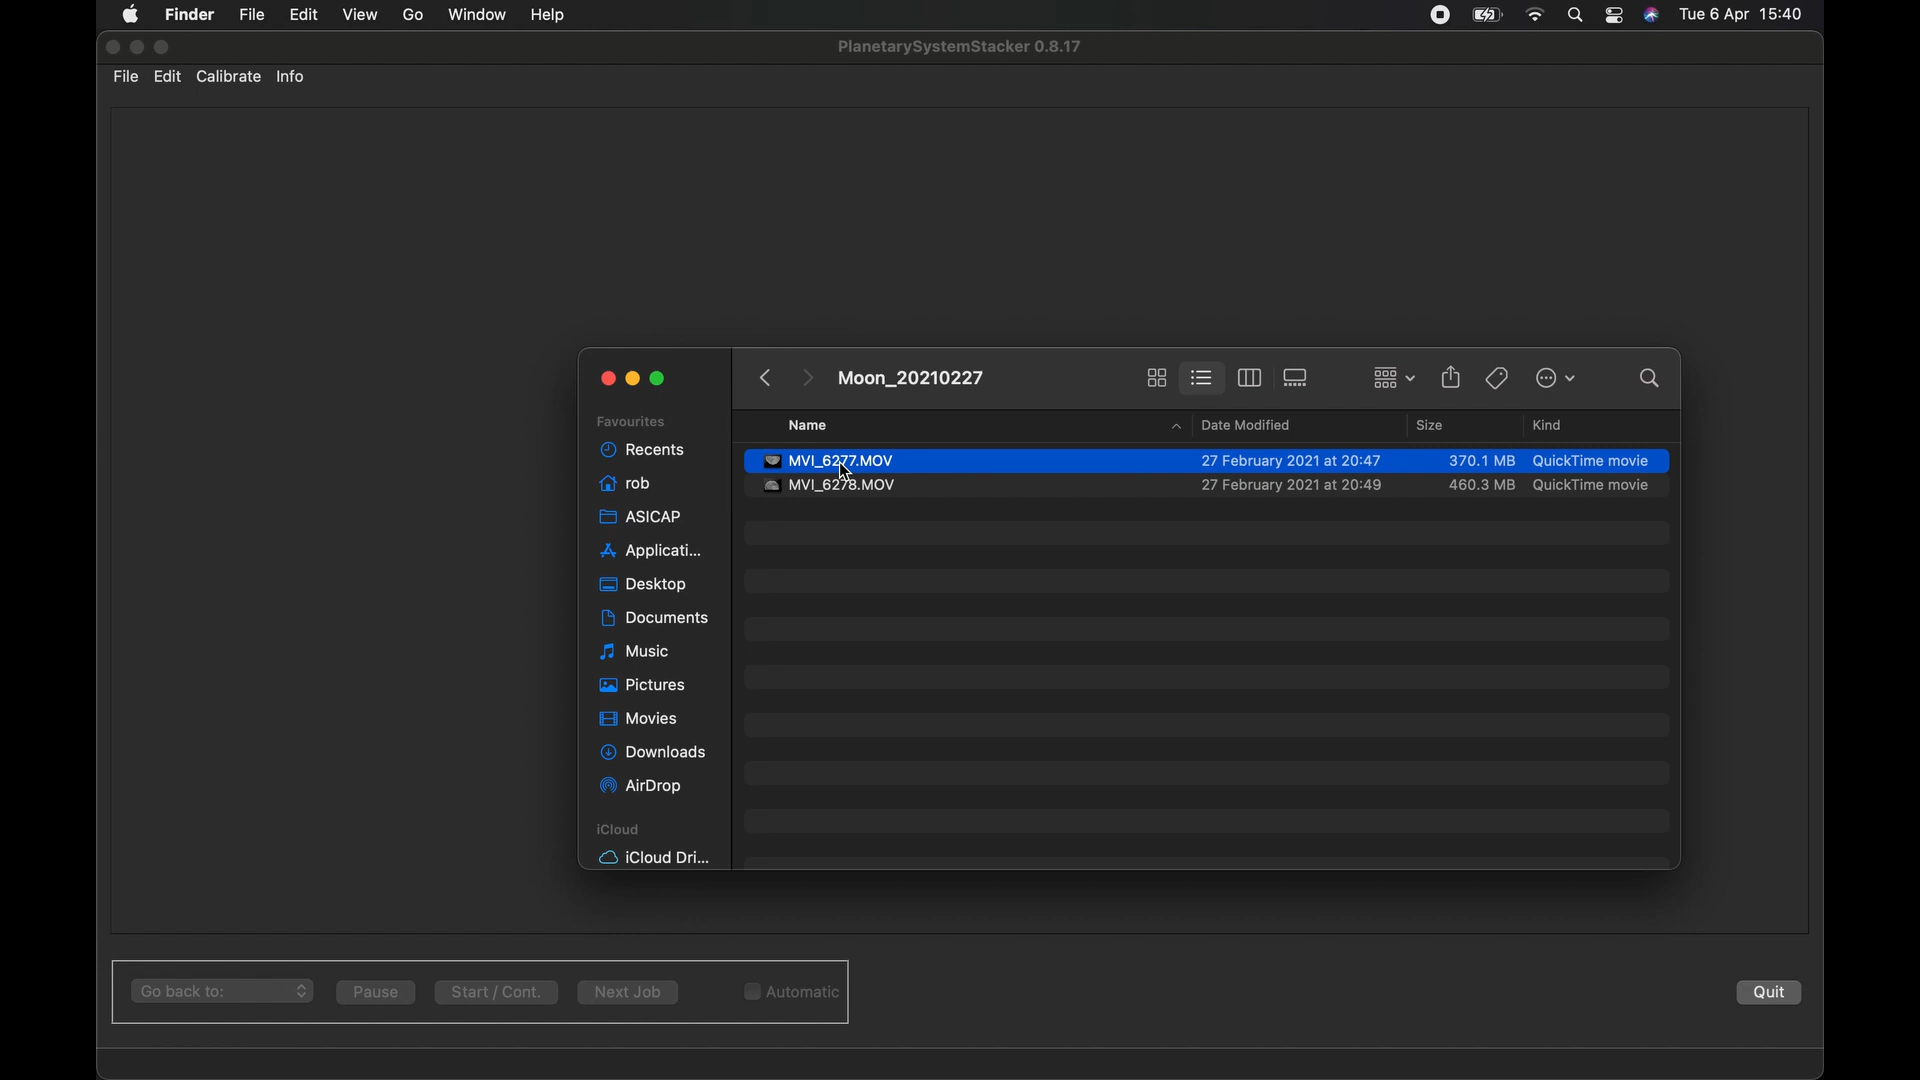 Finder File Edit View Go Window Help Tue 6 Apr 15:40
PlanetarySystemStacker 0.8.17
File Edit Calibrate Info
Moon_20210227
Favourites
Recents
rob
ASICAP
Applicati...
Desktop
Documents
Music
Pictures
Movies
Downloads
AirDrop
iCloud
iCloud Dri...
Name Date Modified Size Kind
MVI_6277.MOV 27 February 2021 at 20:47 370.1 MB QuickTime movie
MVI_6278.MOV 27 February 2021 at 20:49 460.3 MB QuickTime movie
Go back to: Pause Start / Cont. Next Job Automatic Quit